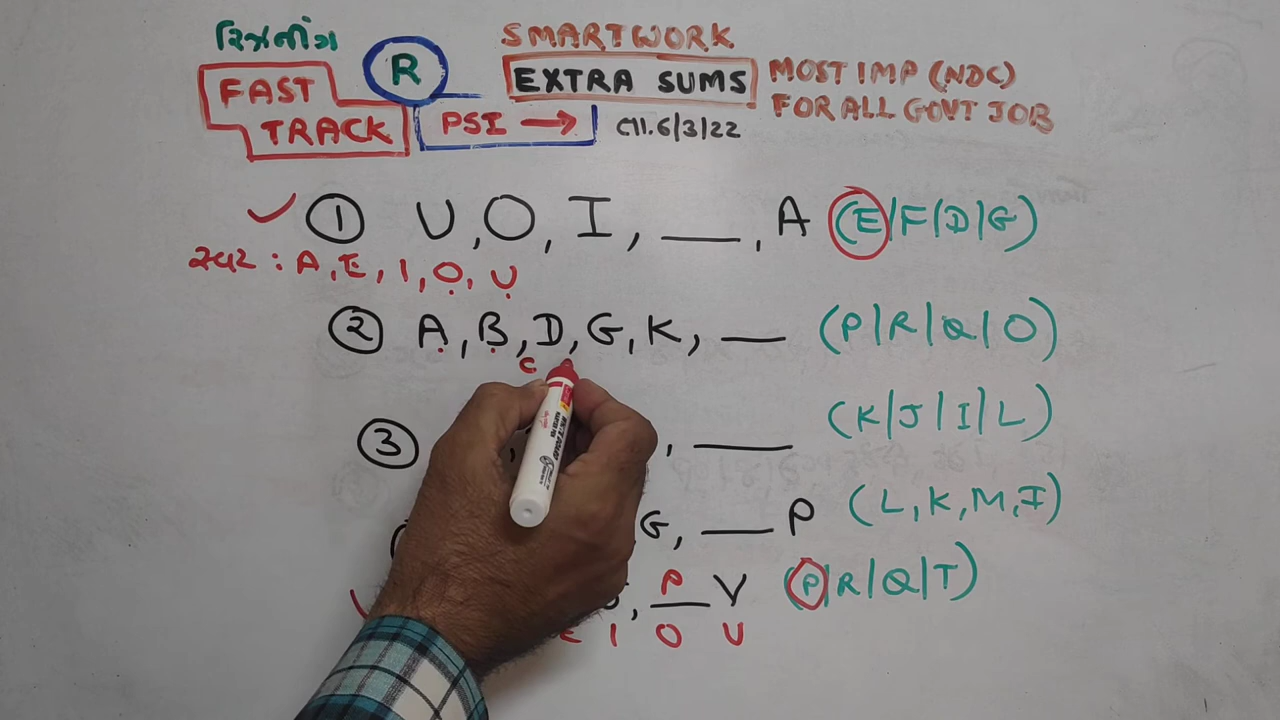 રિઝનીંગ
R
FAST
TRACK
PSI →
SMARTWORK
EXTRA SUMS
MOST IMP (NDC)
FOR ALL GOVT JOB
તા.6/3/22
① U, O, I, ___, A (E/F|D|G)
સ્વર : A, E, I, O, U
② A, B, D, G, K, ___ (P|R|Q|O)
C
③ , ___ (K|J|I|L)
G, ___ P (L, K, M, I)
P V (P|R|Q|T)
E I O U